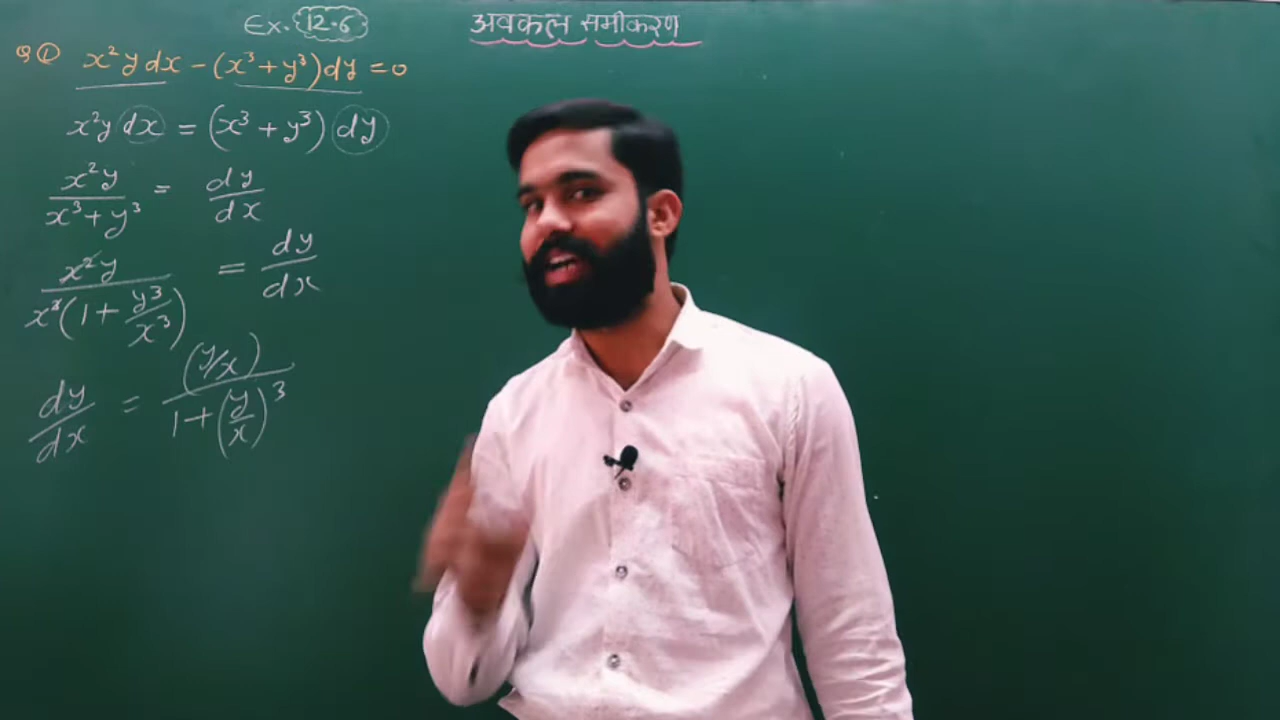 Ex. 12.6
अवकल समीकरण
Q ① x²y dx - (x³ + y³) dy = 0
x²y dx = (x³ + y³) dy
x²y / x³ + y³ = dy / dx
x²y / x³(1 + y³/x³) = dy / dx
dy / dx = (y/x) / 1 + (y/x)³